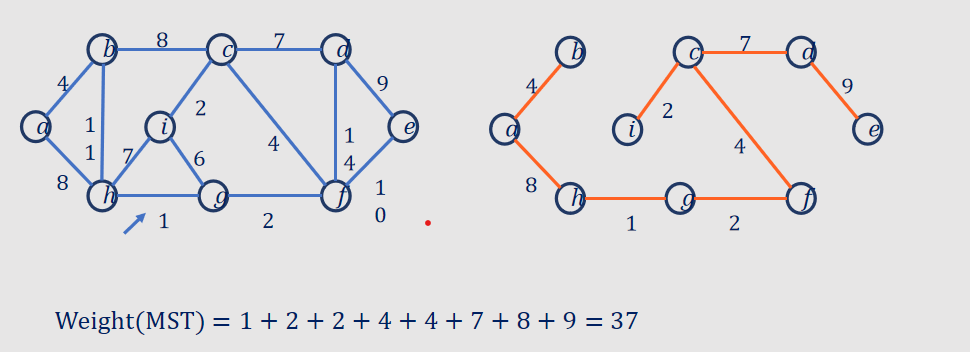 b 8 c 7 d
4 1 1 2 4 1 4 9
a i e
8 7 6 1 0
h 1 g 2 f
b c 7 d
4 2 4 9
a i e
8
h 1 g 2 f
Weight(MST) = 1 + 2 + 2 + 4 + 4 + 7 + 8 + 9 = 37